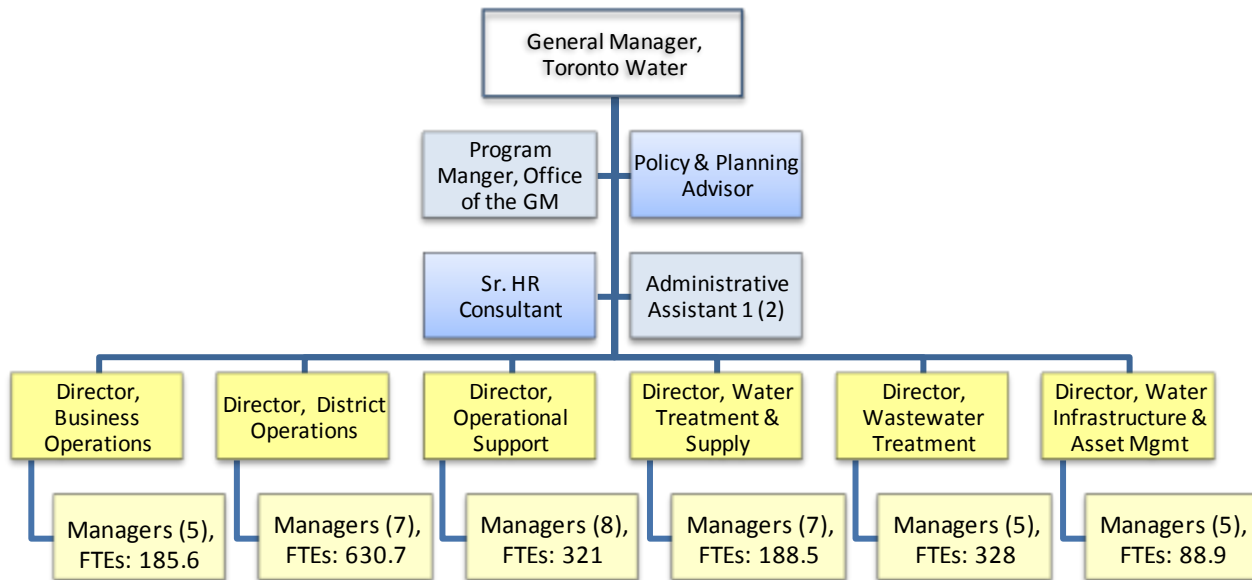 General Manager,
Toronto Water
Program
Manger, Office
of the GM
Policy & Planning
Advisor
Sr. HR
Consultant
Administrative
Assistant 1 (2)
Director,
Business
Operations
Director, District
Operations
Director,
Operational
Support
Director, Water
Treatment &
Supply
Director,
Wastewater
Treatment
Director, Water
Infrastructure &
Asset Mgmt
Managers (5),
FTEs: 185.6
Managers (7),
FTEs: 630.7
Managers (8),
FTEs: 321
Managers (7),
FTEs: 188.5
Managers (5),
FTEs: 328
Managers (5),
FTEs: 88.9